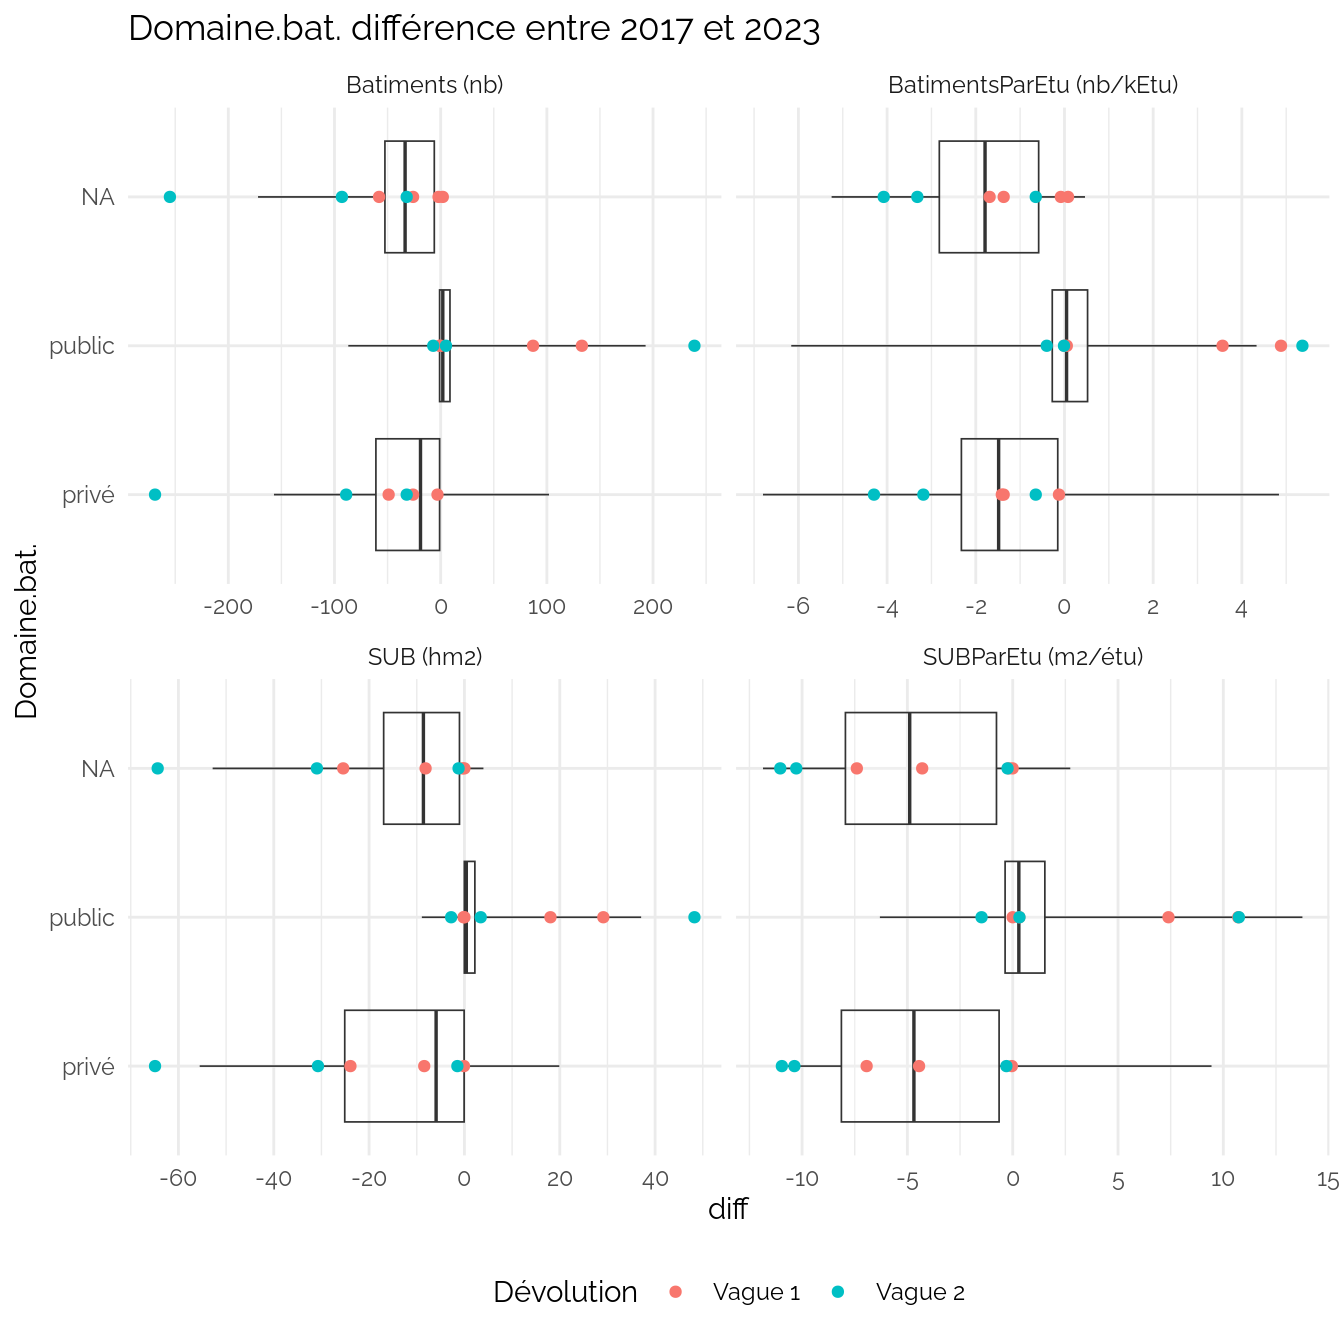 Domaine.bat. différence entre 2017 et 2023
Batiments (nb)
BatimentsParEtu (nb/kEtu)
NA
public
privé
-200 -100 0 100 200
-6 -4 -2 0 2 4
Domaine.bat.
SUB (hm2)
SUBParEtu (m2/étu)
NA
public
privé
-60 -40 -20 0 20 40
-10 -5 0 5 10 15
diff
Dévolution Vague 1 Vague 2